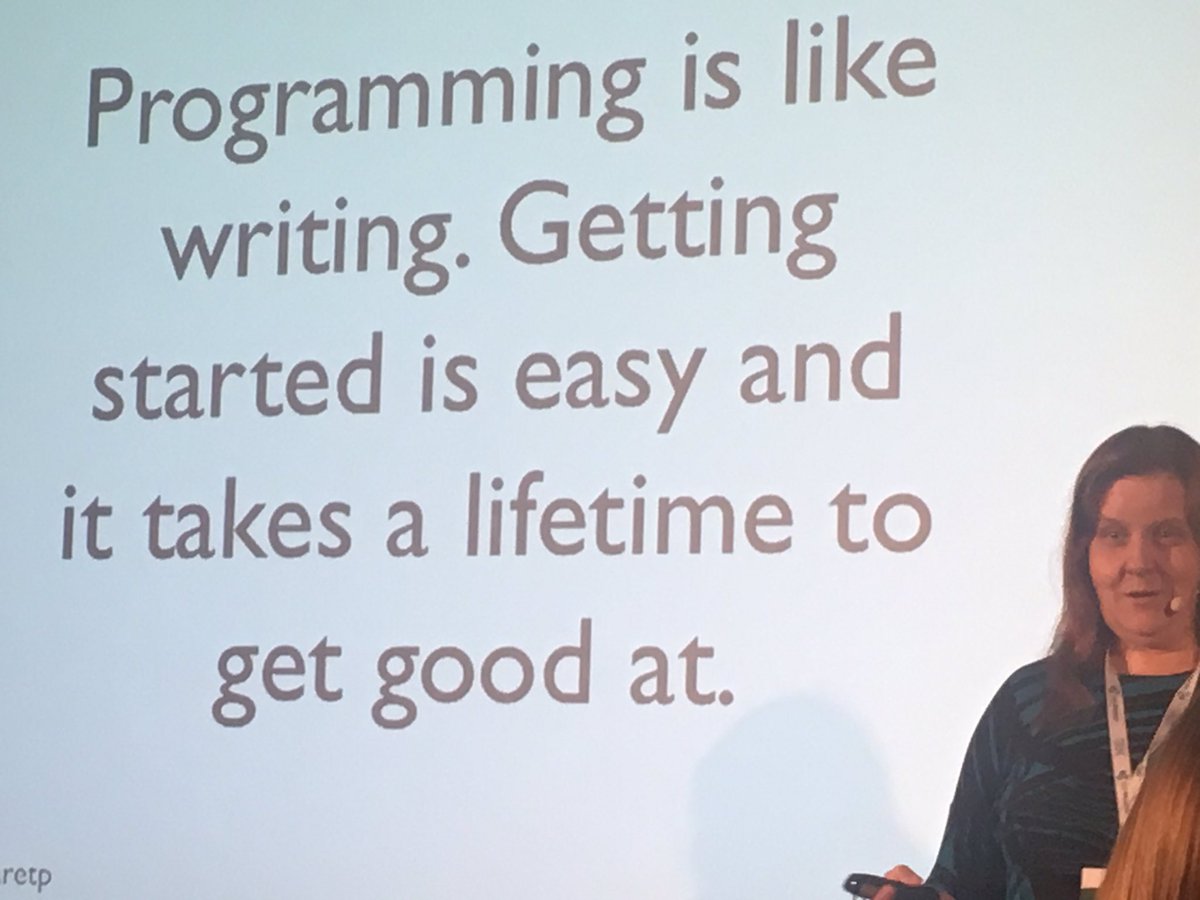 Programming is like
writing. Getting
started is easy and
it takes a lifetime to
get good at.
retp